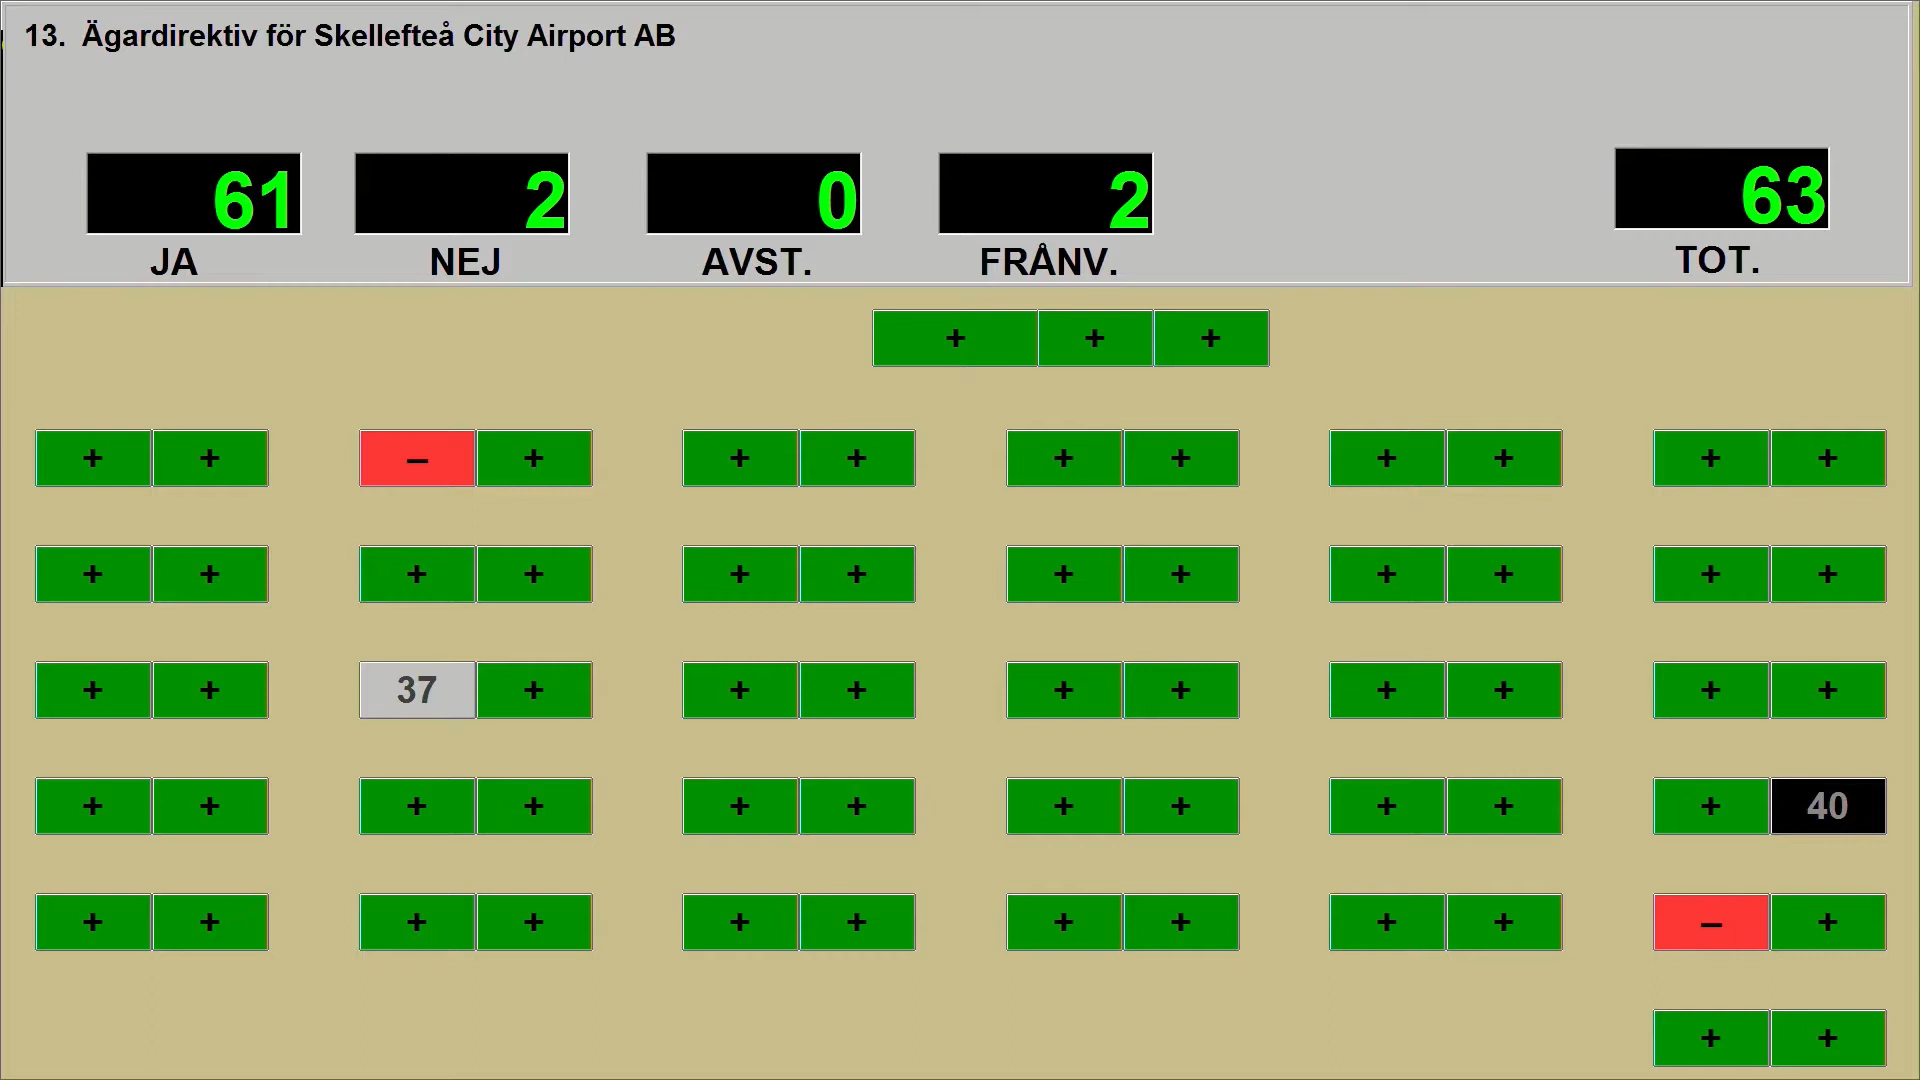 13. Ägardirektiv för Skellefteå City Airport AB
61 2 0 2 63
JA NEJ AVST. FRÅNV. TOT.
+ + +
+ + – + + + + + + + + +
+ + + + + + + + + + + +
+ + 37 + + + + + + + + +
+ + + + + + + + + + + 40
+ + + + + + + + + + – +
+ +